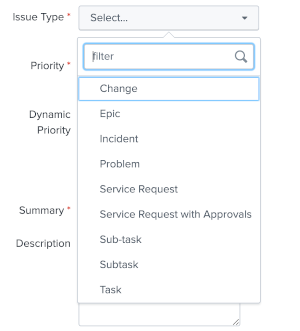 Issue Type *
Select...
filter
Priority *
Change
Epic
Dynamic
Priority
Incident
Problem
Service Request
Summary *
Service Request with Approvals
Description
Sub-task
Subtask
Task